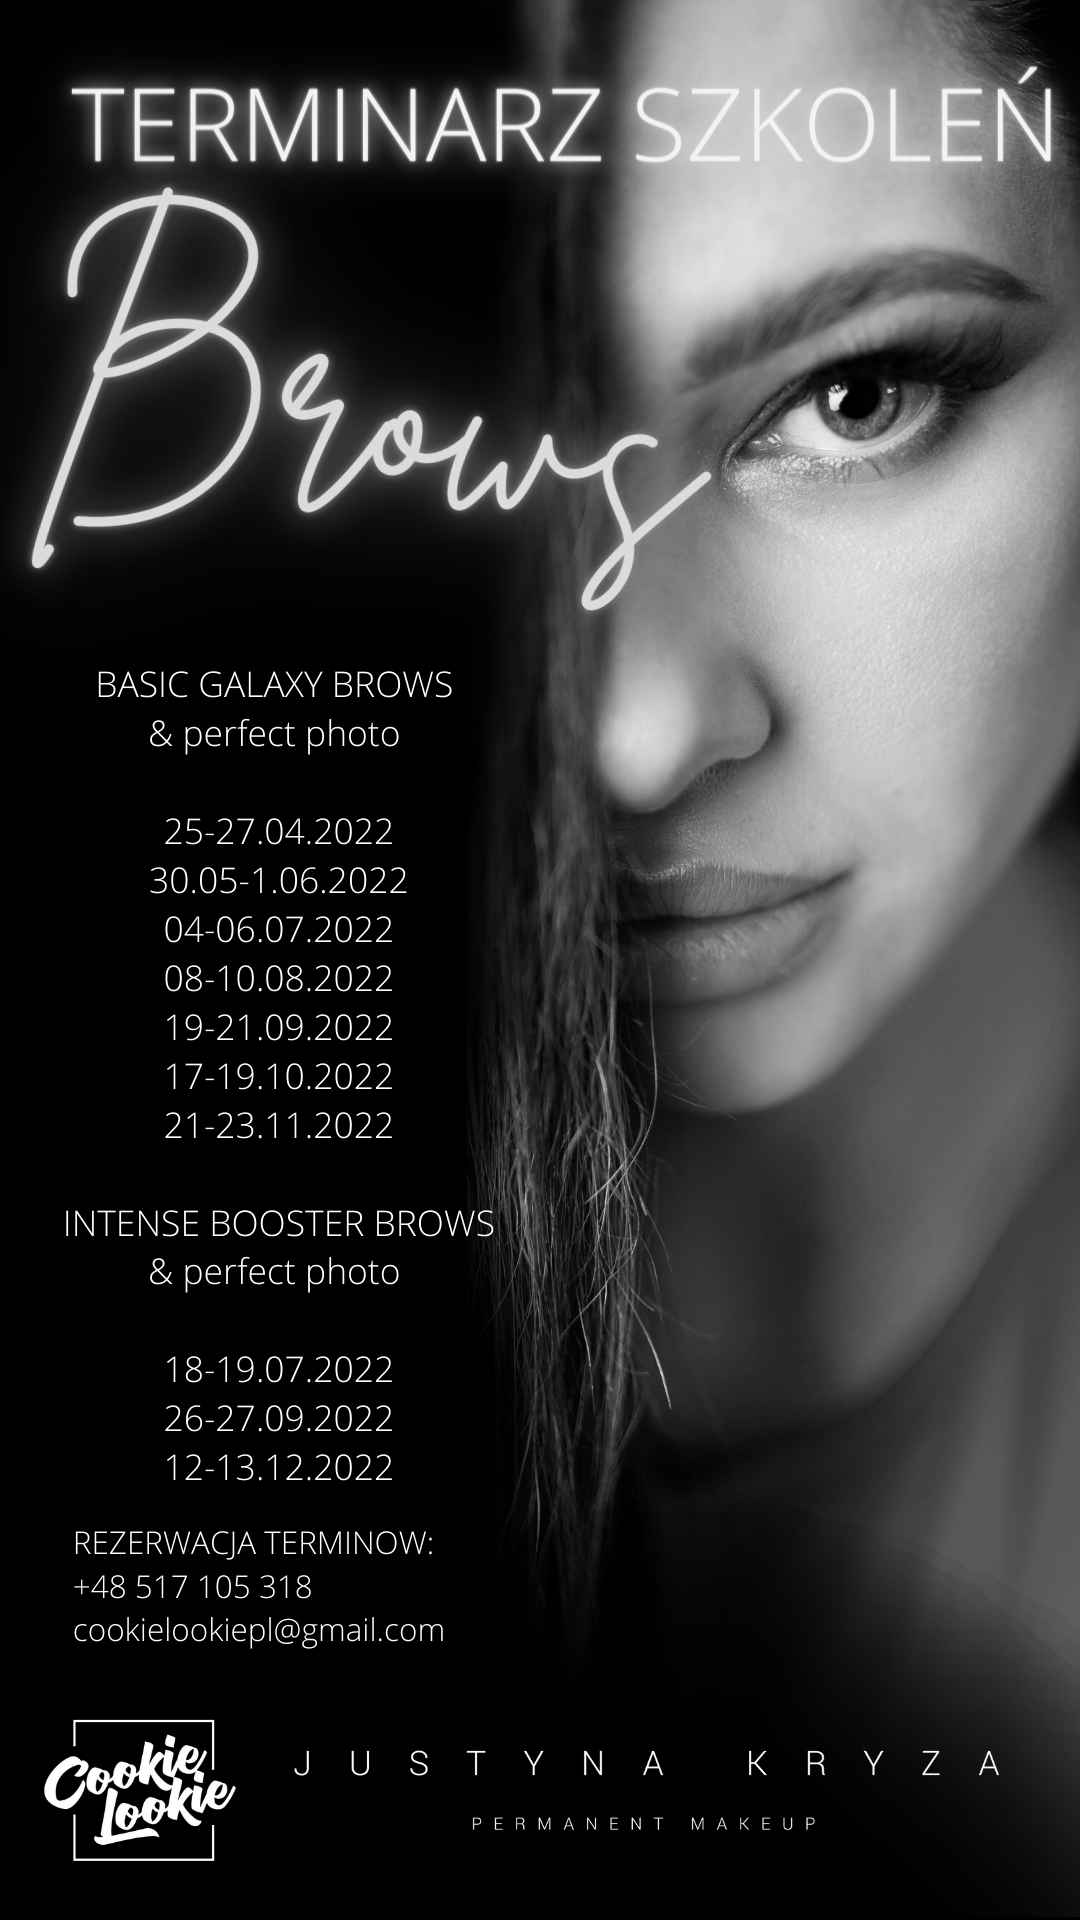 TERMINARZ SZKOLEŃ
Brows
BASIC GALAXY BROWS
& perfect photo
25-27.04.2022
30.05-1.06.2022
04-06.07.2022
08-10.08.2022
19-21.09.2022
17-19.10.2022
21-23.11.2022
INTENSE BOOSTER BROWS
& perfect photo
18-19.07.2022
26-27.09.2022
12-13.12.2022
REZERWACJA TERMINOW:
+48 517 105 318
cookielookiepl@gmail.com
Cookie
Lookie
JUSTYNA KRYZA
PERMANENT MAKEUP